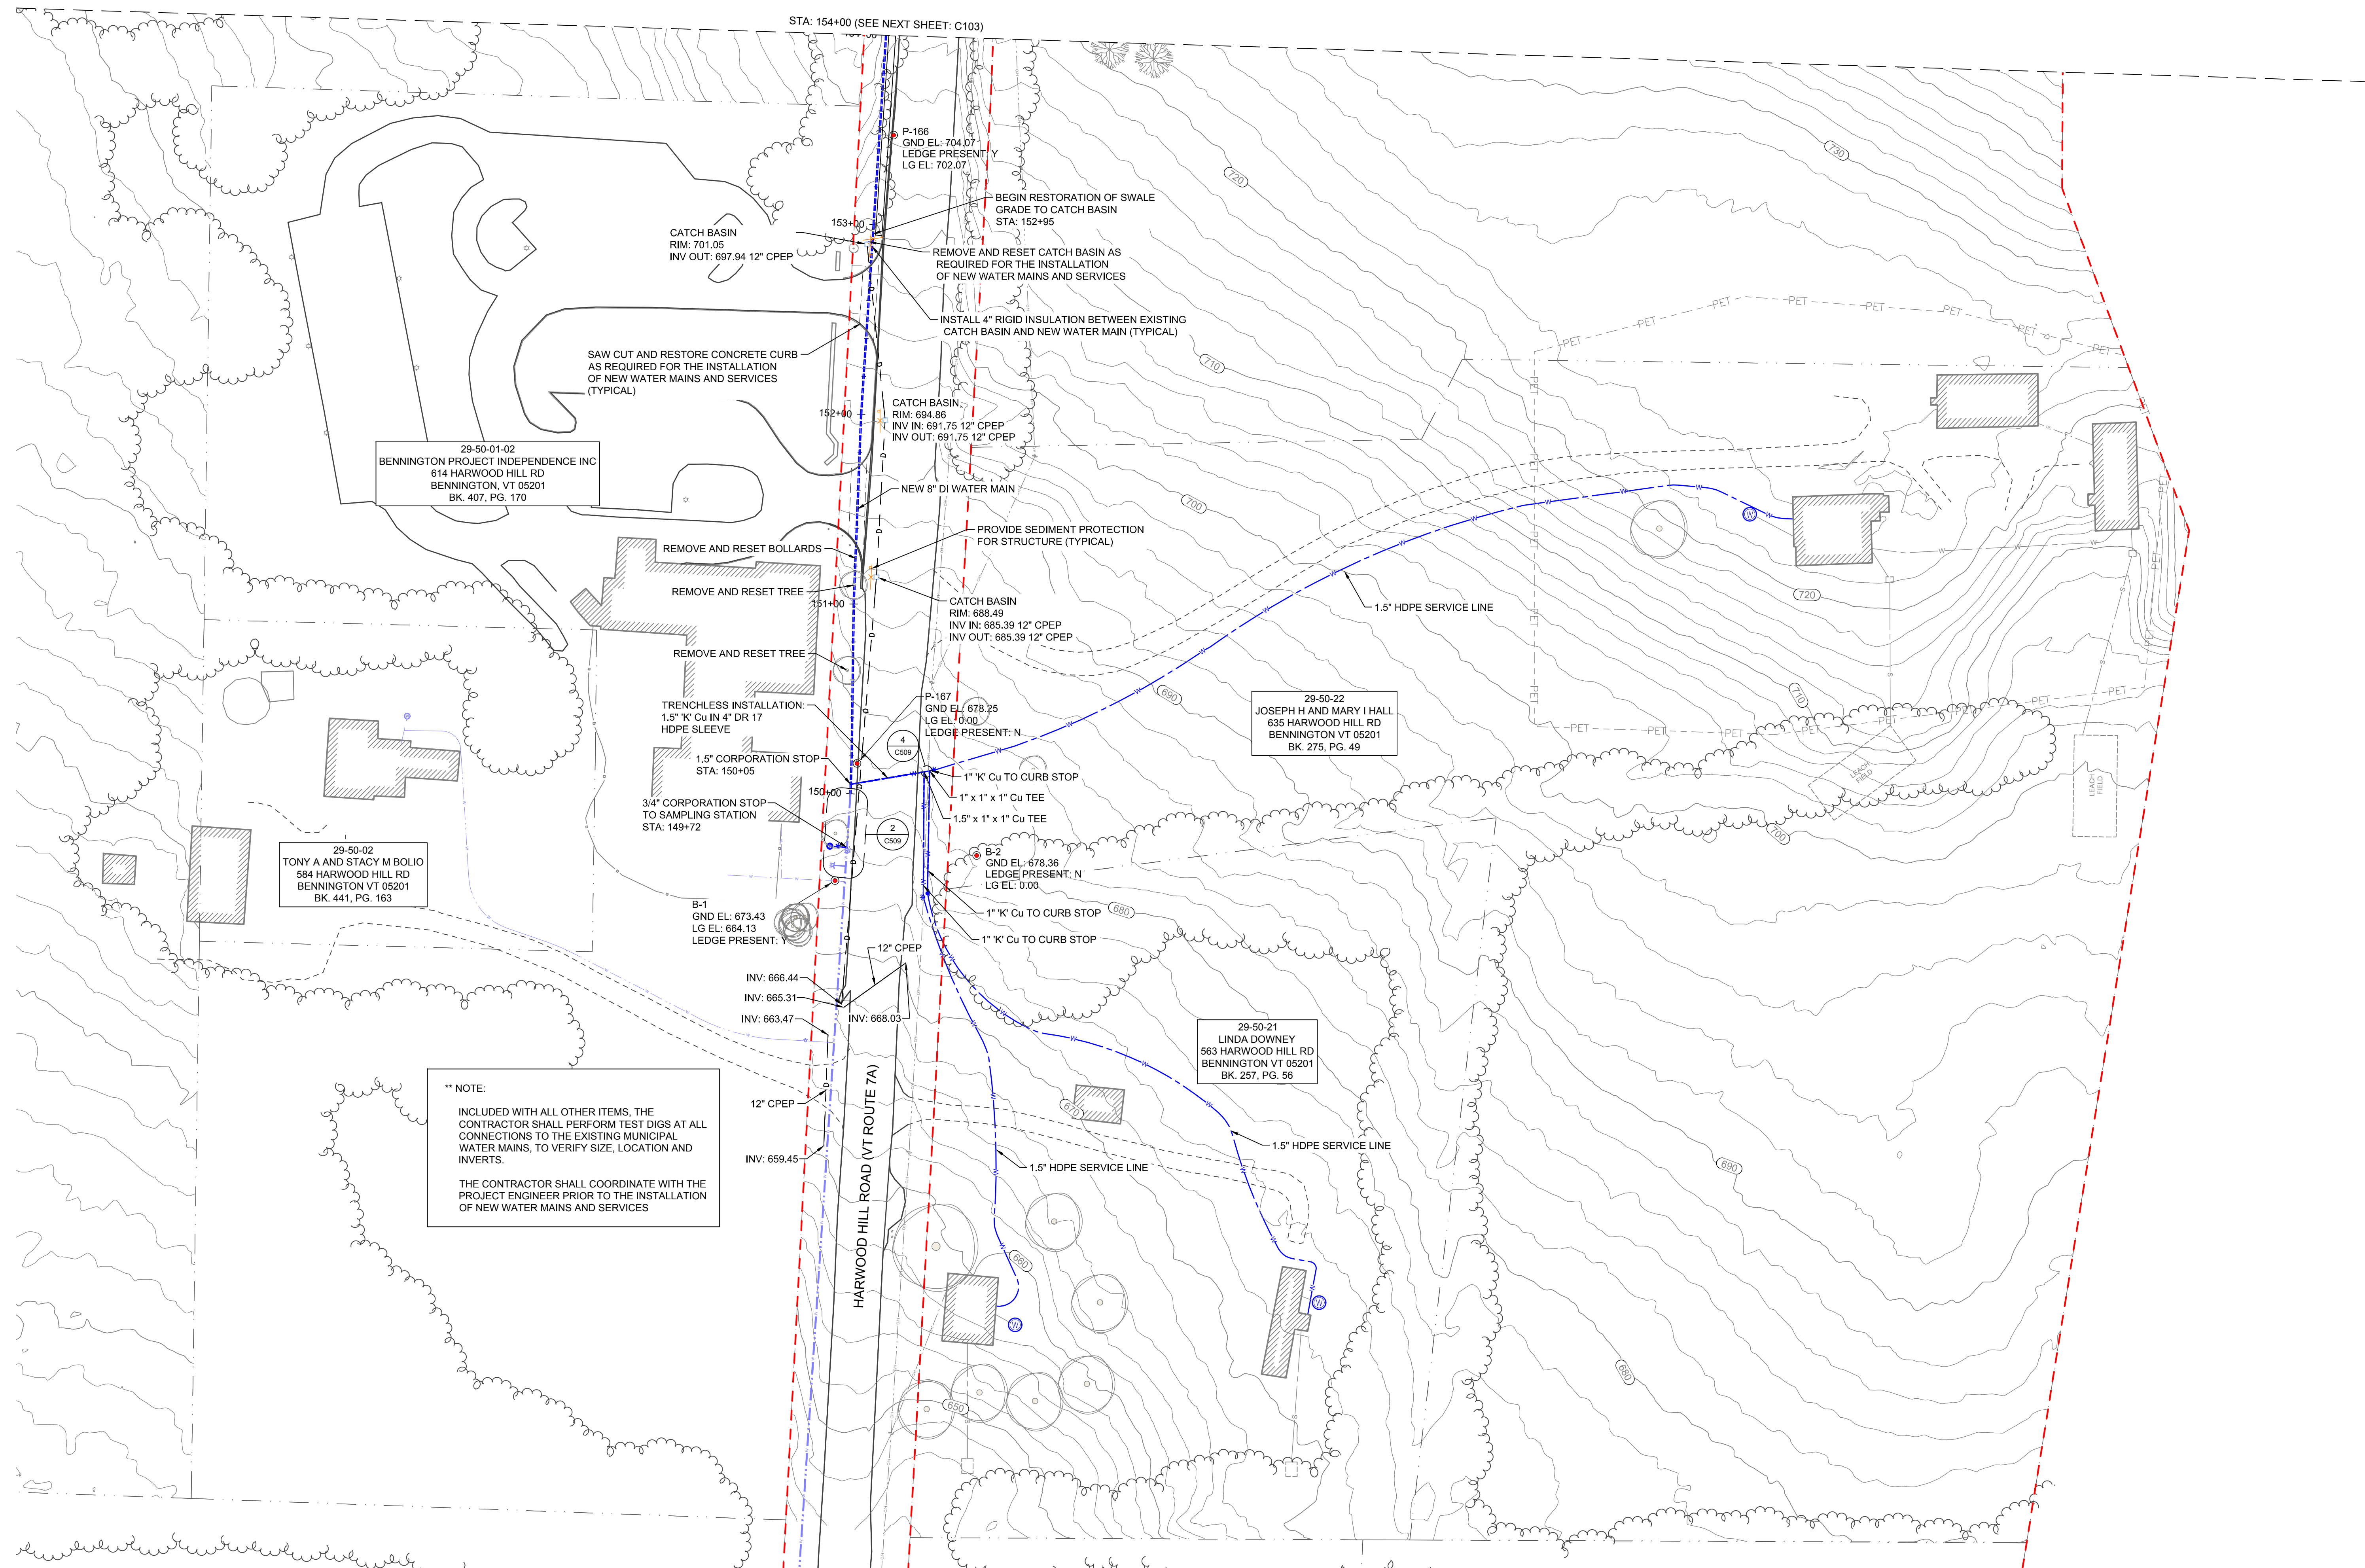 STA: 154+00 (SEE NEXT SHEET: C103)
P-166
GND EL: 704.07
LEDGE PRESENT: Y
LG EL: 702.07
730
720
BEGIN RESTORATION OF SWALE
GRADE TO CATCH BASIN
STA: 152+95
153+00
CATCH BASIN
RIM: 701.05
INV OUT: 697.94 12" CPEP
REMOVE AND RESET CATCH BASIN AS
REQUIRED FOR THE INSTALLATION
OF NEW WATER MAINS AND SERVICES
INSTALL 4" RIGID INSULATION BETWEEN EXISTING
CATCH BASIN AND NEW WATER MAIN (TYPICAL)
SAW CUT AND RESTORE CONCRETE CURB
AS REQUIRED FOR THE INSTALLATION
OF NEW WATER MAINS AND SERVICES
(TYPICAL)
710
152+00
CATCH BASIN
RIM: 694.86
INV IN: 691.75 12" CPEP
INV OUT: 691.75 12" CPEP
29-50-01-02
BENNINGTON PROJECT INDEPENDENCE INC
614 HARWOOD HILL RD
BENNINGTON, VT 05201
BK. 407, PG. 170
NEW 8" DI WATER MAIN
700
PROVIDE SEDIMENT PROTECTION
FOR STRUCTURE (TYPICAL)
REMOVE AND RESET BOLLARDS
REMOVE AND RESET TREE
151+00
CATCH BASIN
RIM: 688.49
INV IN: 685.39 12" CPEP
INV OUT: 685.39 12" CPEP
1.5" HDPE SERVICE LINE
720
REMOVE AND RESET TREE
690
710
TRENCHLESS INSTALLATION:
1.5" 'K' Cu IN 4" DR 17
HDPE SLEEVE
P-167
GND EL: 678.25
LG EL: 0.00
LEDGE PRESENT: N
29-50-22
JOSEPH H AND MARY I HALL
635 HARWOOD HILL RD
BENNINGTON VT 05201
BK. 275, PG. 49
4
C509
1.5" CORPORATION STOP
STA: 150+05
1" 'K' Cu TO CURB STOP
1" x 1" x 1" Cu TEE
1.5" x 1" x 1" Cu TEE
150+00
3/4" CORPORATION STOP
TO SAMPLING STATION
STA: 149+72
2
C509
LEACH
FIELD
LEACH
FIELD
700
29-50-02
TONY A AND STACY M BOLIO
584 HARWOOD HILL RD
BENNINGTON VT 05201
BK. 441, PG. 163
B-2
GND EL: 678.36
LEDGE PRESENT: N
LG EL: 0.00
B-1
GND EL: 673.43
LG EL: 664.13
LEDGE PRESENT: Y
1" 'K' Cu TO CURB STOP
680
1" 'K' Cu TO CURB STOP
12" CPEP
INV: 666.44
INV: 665.31
INV: 663.47
INV: 668.03
29-50-21
LINDA DOWNEY
563 HARWOOD HILL RD
BENNINGTON VT 05201
BK. 257, PG. 56
** NOTE:
INCLUDED WITH ALL OTHER ITEMS, THE
CONTRACTOR SHALL PERFORM TEST DIGS AT ALL
CONNECTIONS TO THE EXISTING MUNICIPAL
WATER MAINS, TO VERIFY SIZE, LOCATION AND
INVERTS.
THE CONTRACTOR SHALL COORDINATE WITH THE
PROJECT ENGINEER PRIOR TO THE INSTALLATION
OF NEW WATER MAINS AND SERVICES
12" CPEP
INV: 659.45
HARWOOD HILL ROAD (VT ROUTE 7A)
670
1.5" HDPE SERVICE LINE
1.5" HDPE SERVICE LINE
690
660
680
650